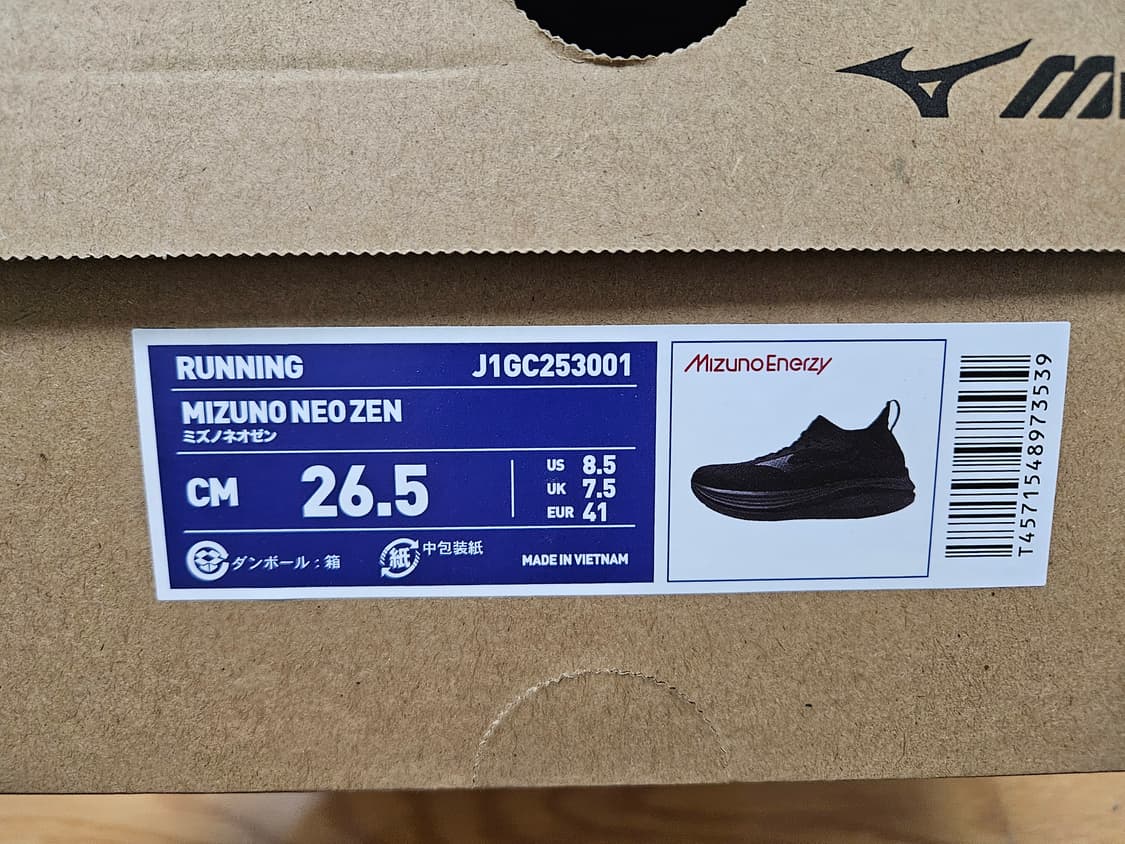 RUNNING J1GC253001
MIZUNO NEO ZEN
ミズノネオゼン
CM 26.5
US 8.5
UK 7.5
EUR 41
ダンボール：箱
紙 中包装紙
MADE IN VIETNAM
MizunoEnerzy
T4571548973539